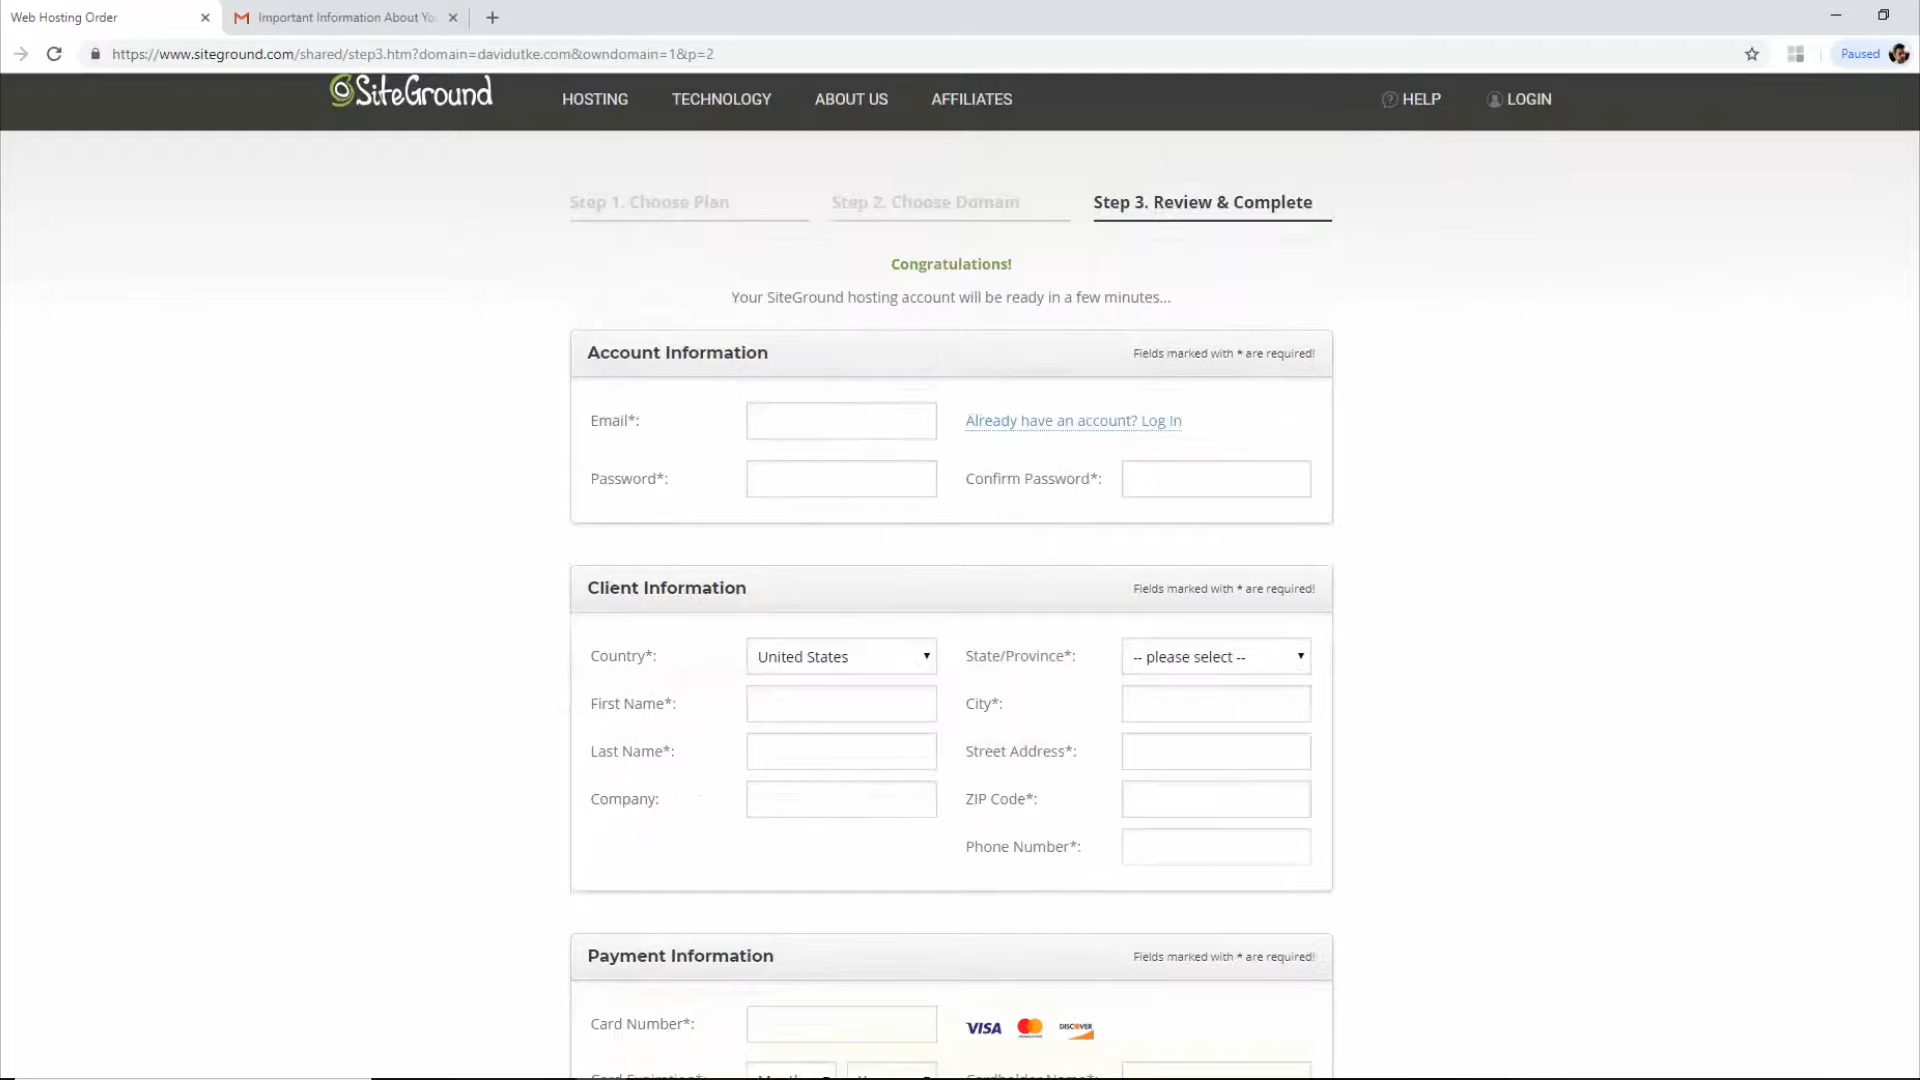 Web Hosting Order
Important Information About Yo
https://www.siteground.com/shared/step3.htm?domain=davidutke.com&owndomain=1&p=2
Paused
SiteGround
HOSTING
TECHNOLOGY
ABOUT US
AFFILIATES
HELP
LOGIN
Step 1. Choose Plan
Step 2. Choose Domain
Step 3. Review & Complete
Congratulations!
Your SiteGround hosting account will be ready in a few minutes...
Account Information
Fields marked with * are required!
Email*:
Already have an account? Log In
Password*:
Confirm Password*:
Client Information
Fields marked with * are required!
Country*:
United States
State/Province*:
-- please select --
First Name*:
City*:
Last Name*:
Street Address*:
Company:
ZIP Code*:
Phone Number*:
Payment Information
Fields marked with * are required!
Card Number*:
VISA
DISCOVER
Card Expiration*:
Cardholder Name*: